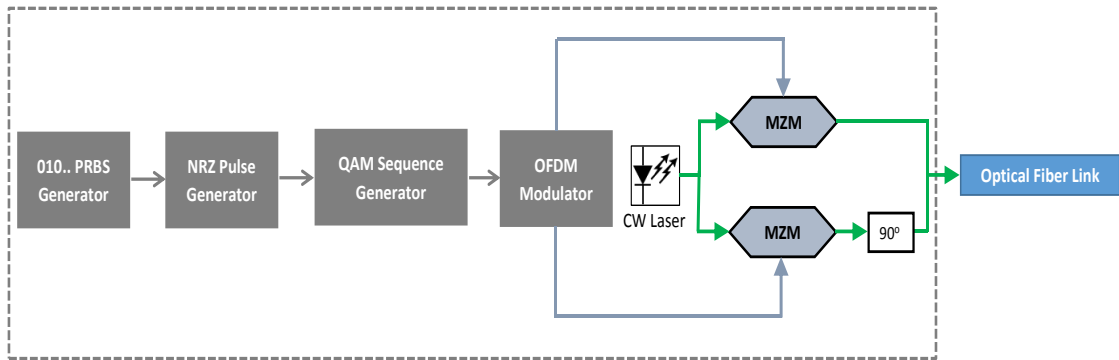 010.. PRBS
Generator
NRZ Pulse
Generator
QAM Sequence
Generator
OFDM
Modulator
CW Laser
MZM
MZM
90º
Optical Fiber Link